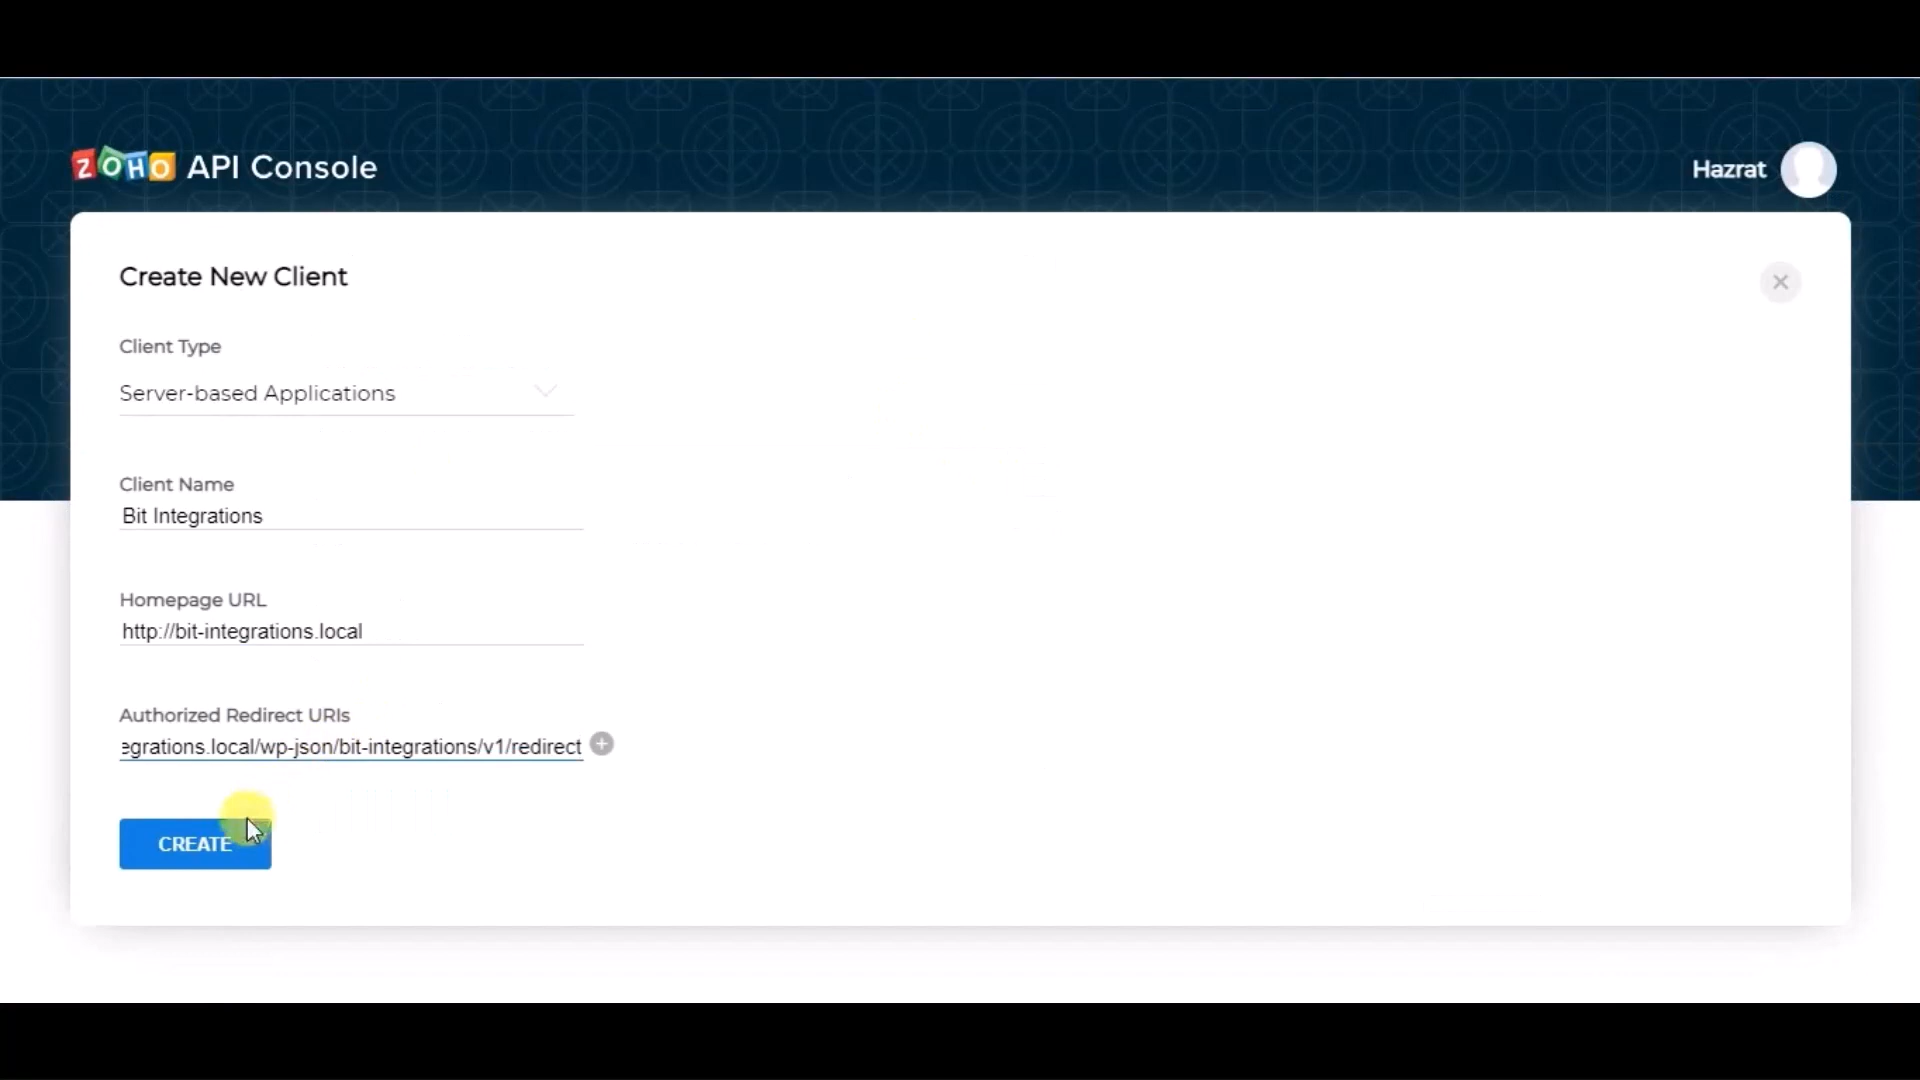 ZOHO API Console
Hazrat
Create New Client
Client Type
Server-based Applications
Client Name
Bit Integrations
Homepage URL
http://bit-integrations.local
Authorized Redirect URIs
egrations.local/wp-json/bit-integrations/v1/redirect
CREATE